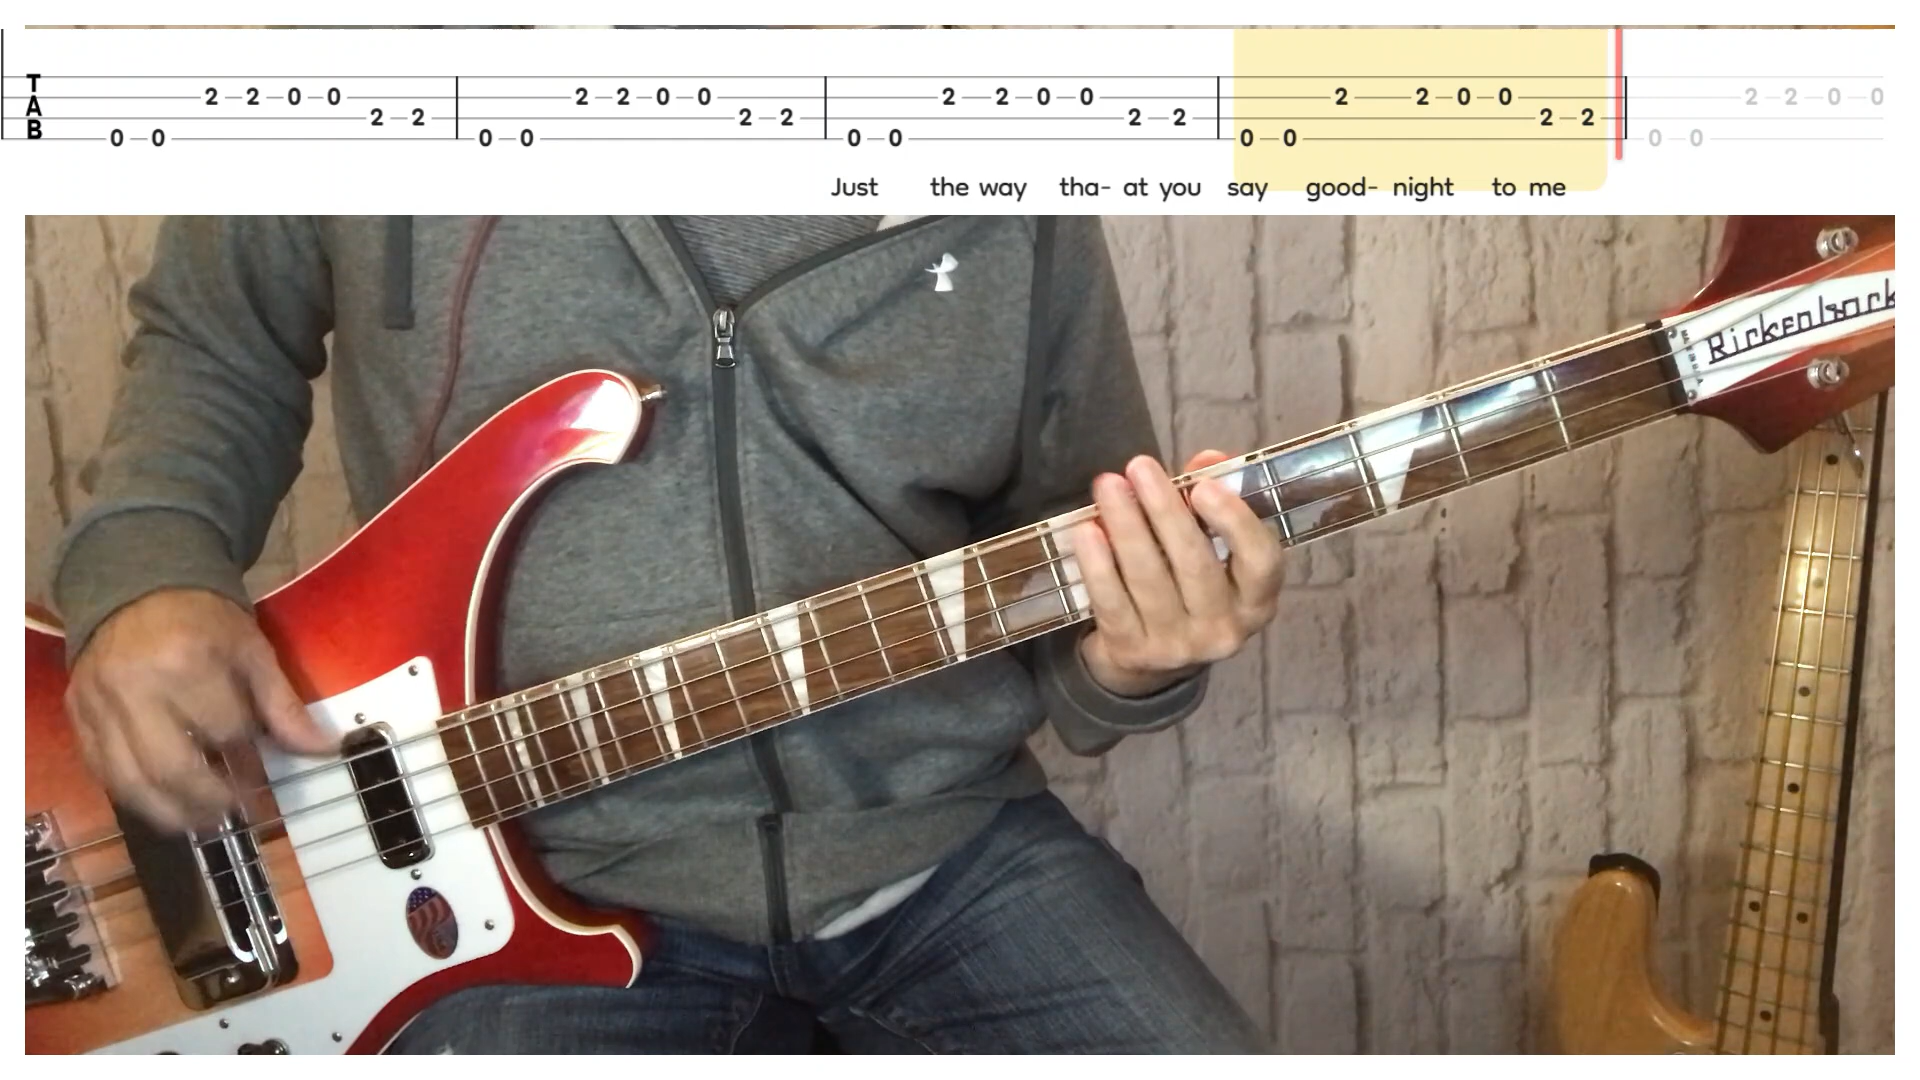 T
A
B
2 2 0 0 2 2 0 0 2 2 0 0 2 2 0 0 2 2 0 0
2 2 2 2 2 2 2 2
0 0 0 0 0 0 0 0 0 0
Just the way tha- at you say good- night to me
Rickenback